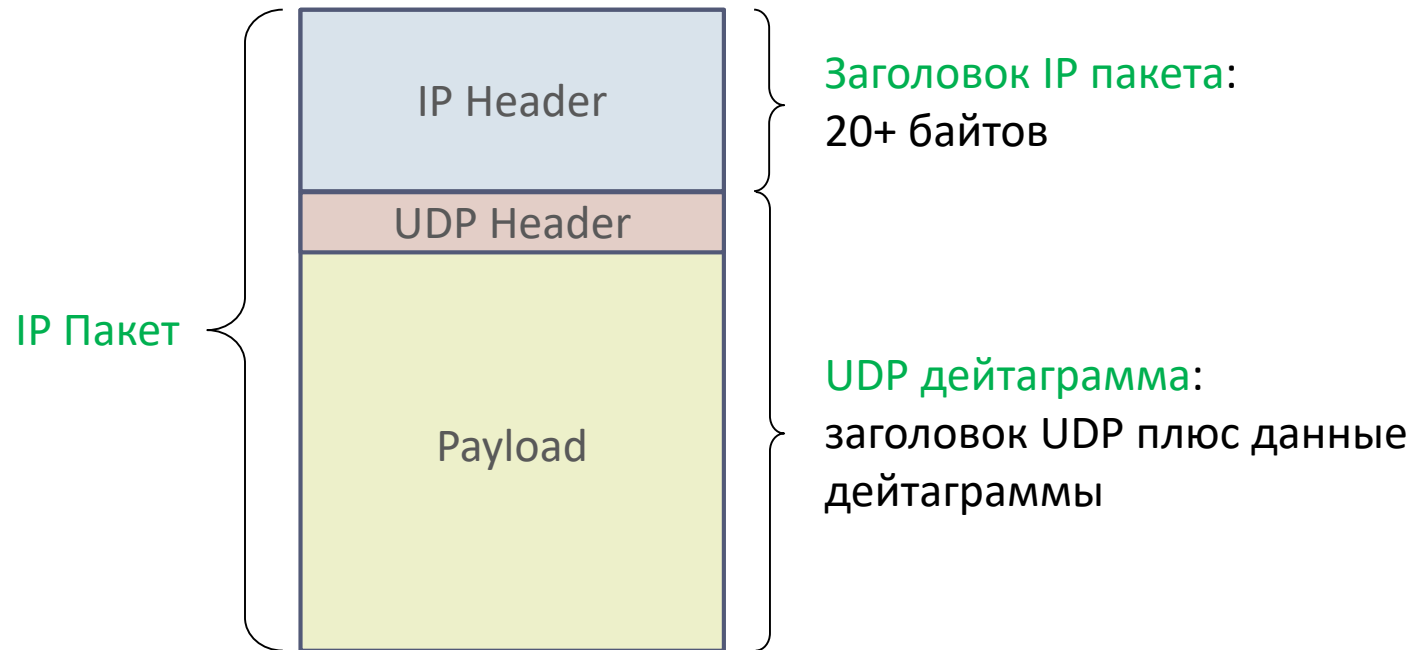 IP Header
Заголовок IP пакета:
20+ байтов
UDP Header
IP Пакет
UDP дейтаграмма:
заголовок UDP плюс данные
дейтаграммы
Payload